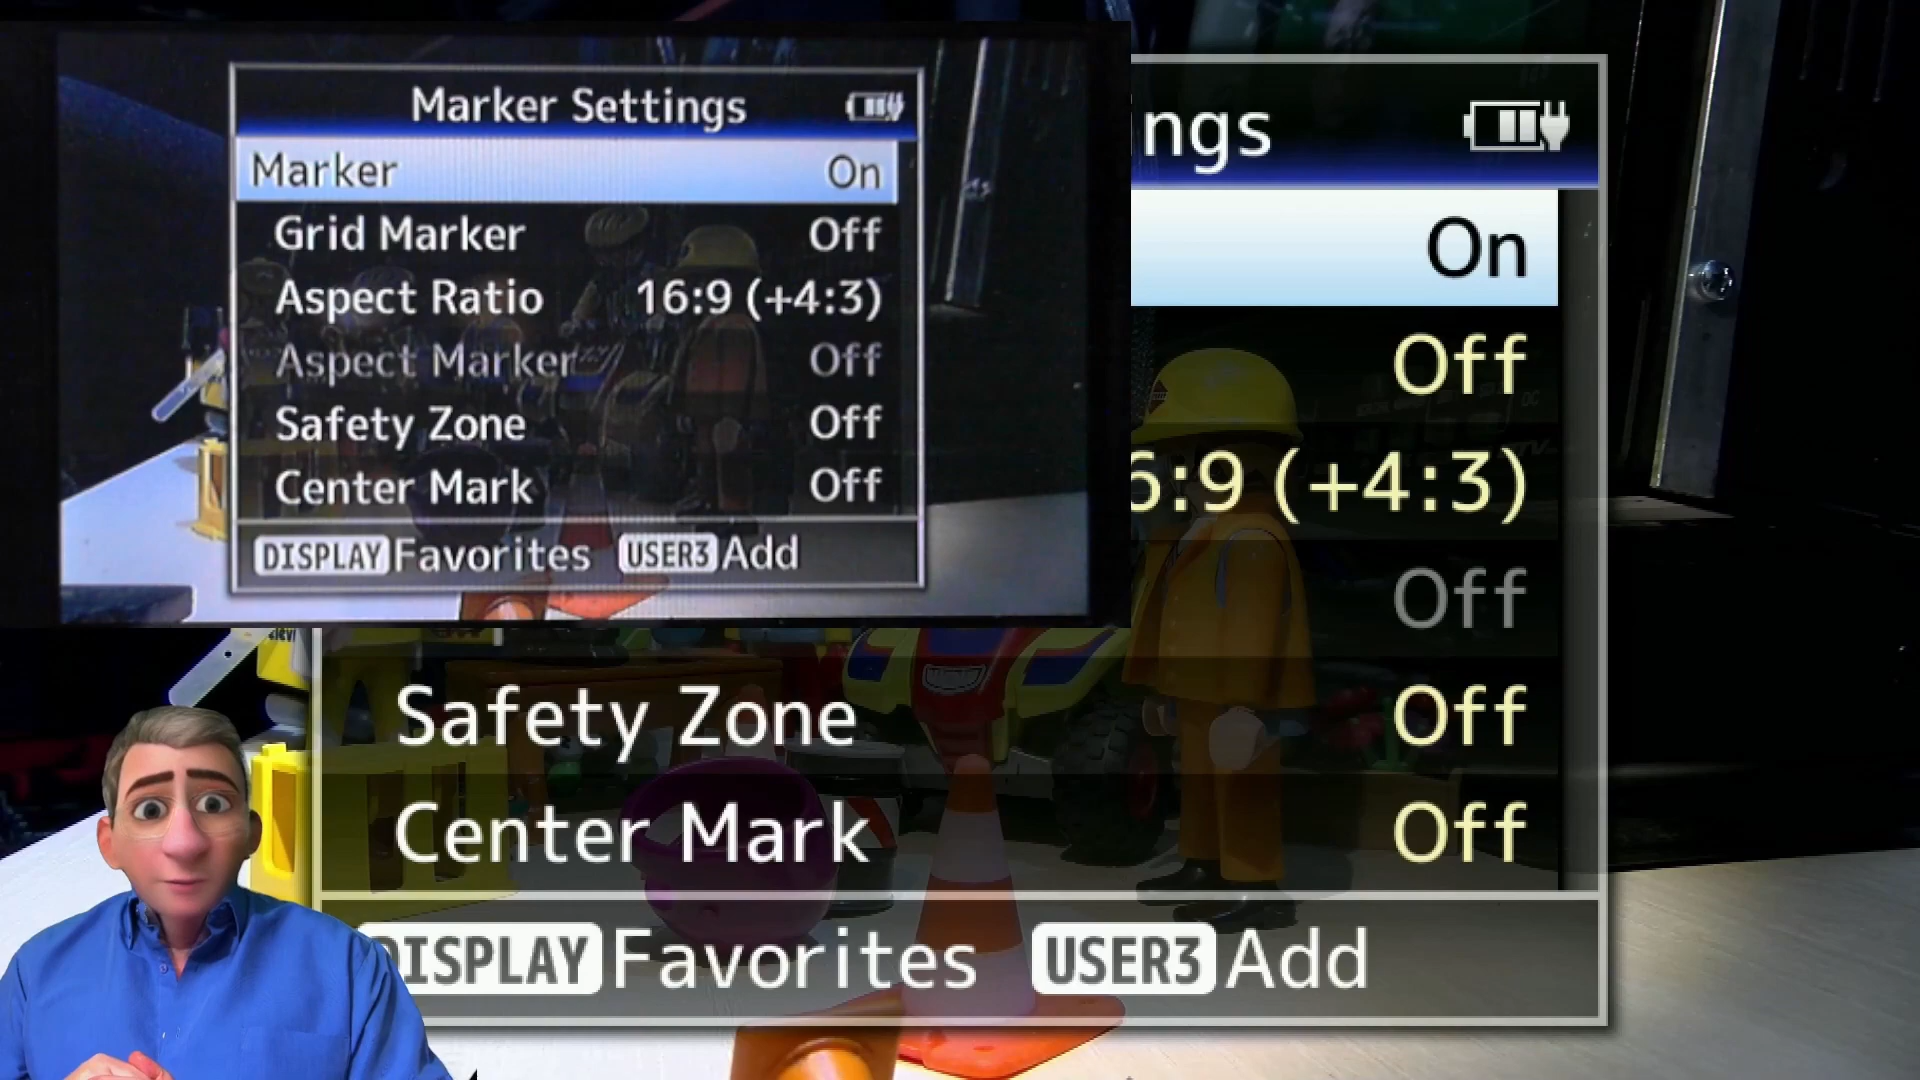 Marker Settings
Marker On
Grid Marker Off
Aspect Ratio 16:9 (+4:3)
Aspect Marker Off
Safety Zone Off
Center Mark Off
DISPLAY Favorites USER3 Add
ngs
On
Off
6:9 (+4:3)
Off
Safety Zone Off
Center Mark Off
DISPLAY Favorites USER3 Add